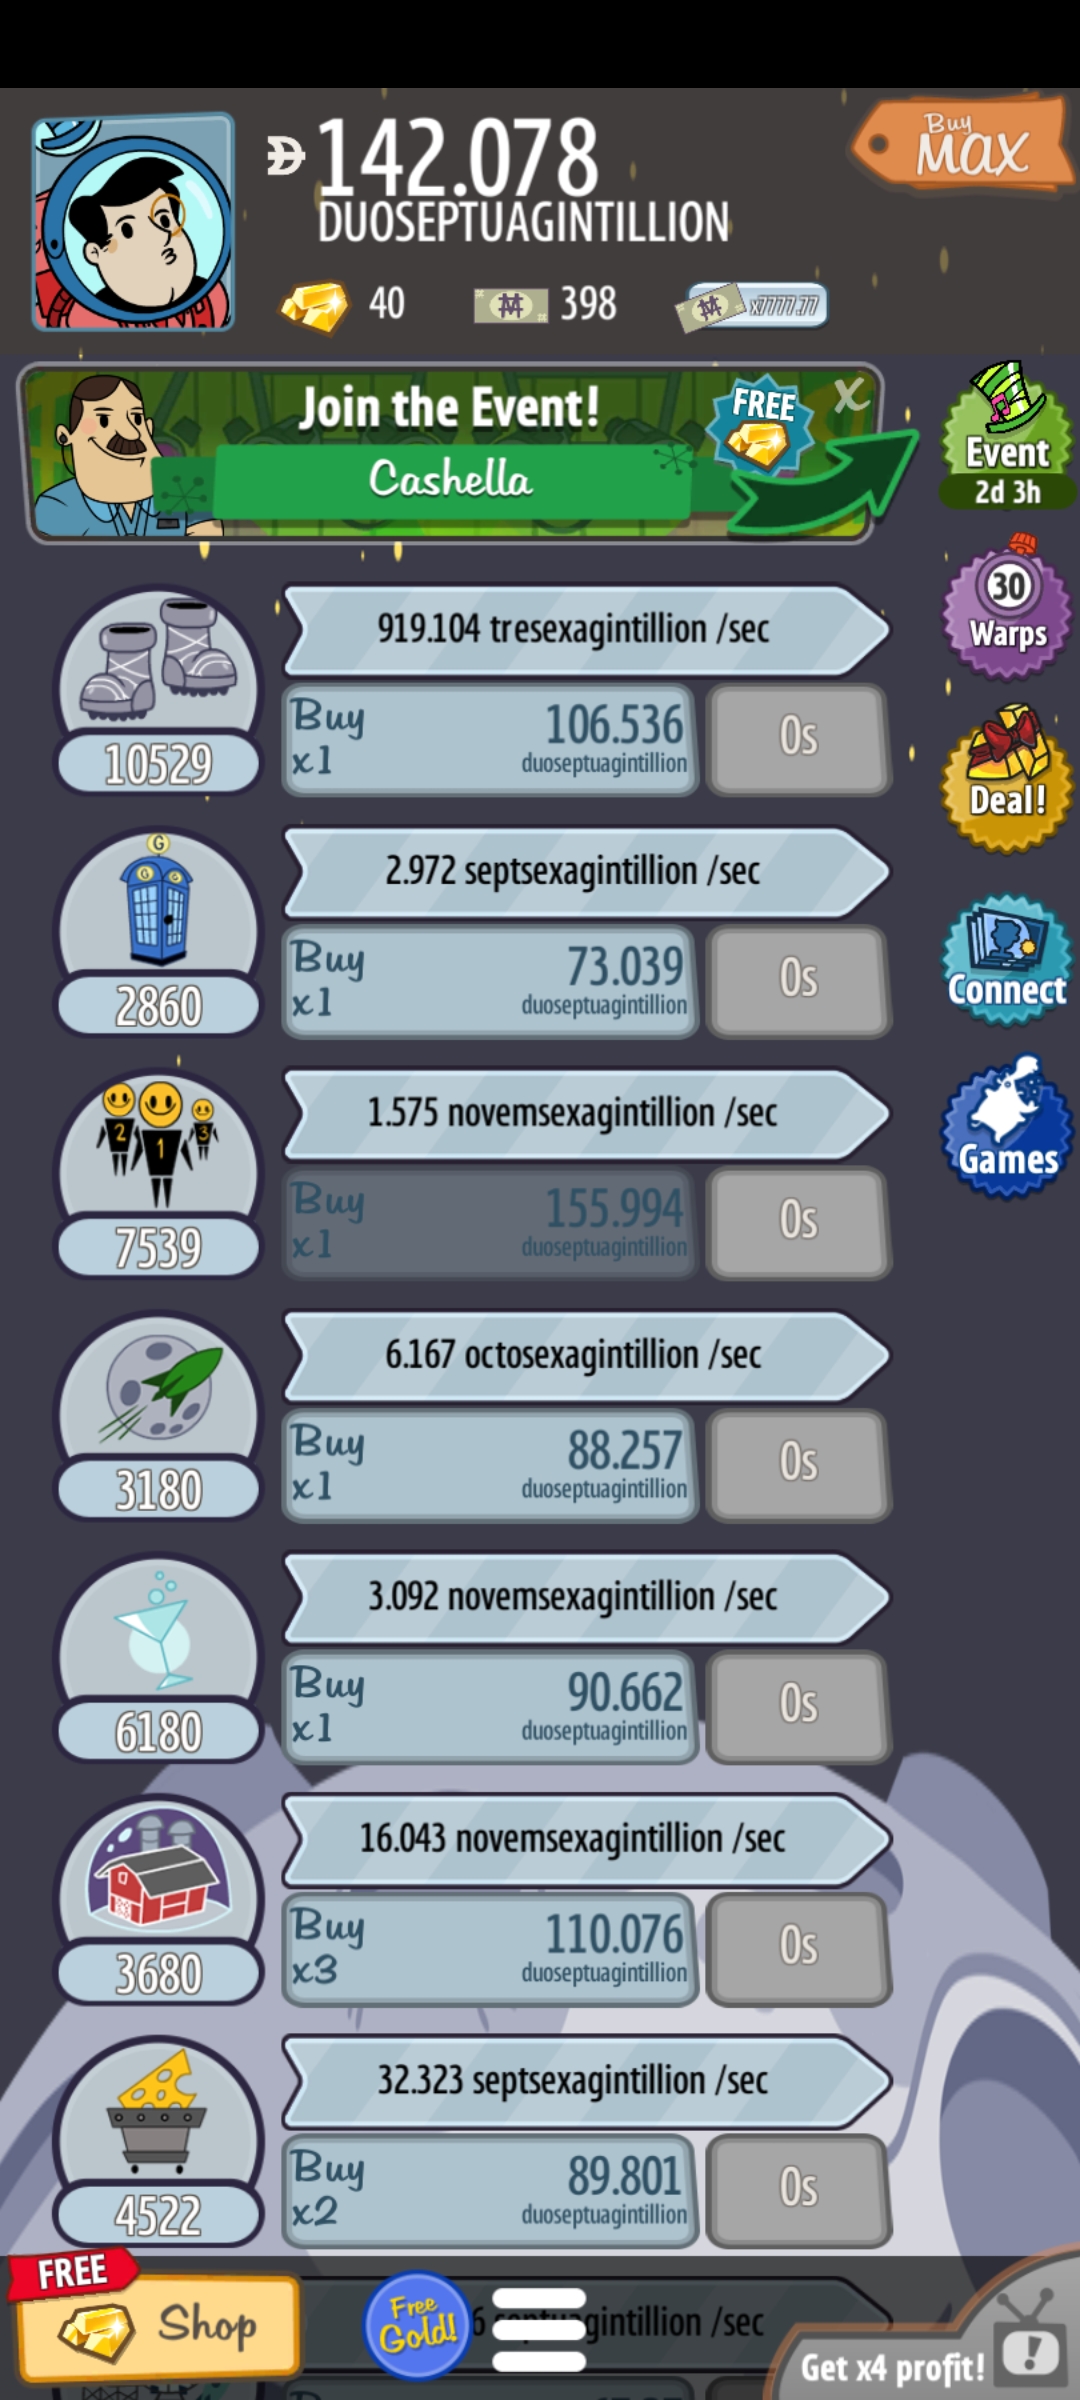 142.078
DUOSEPTUAGINTILLION
Buy
MAX
40
398
x7777.77
Join the Event!
Cashella
FREE
X
Event
2d 3h
919.104 tresexagintillion /sec
Buy
x1
106.536
duoseptuagintillion
0s
10529
30
Warps
2.972 septsexagintillion /sec
Buy
x1
73.039
duoseptuagintillion
0s
G
G
G
2860
Deal!
Connect
1.575 novemsexagintillion /sec
Buy
x1
155.994
duoseptuagintillion
0s
2
1
3
7539
Games
6.167 octosexagintillion /sec
Buy
x1
88.257
duoseptuagintillion
0s
3180
3.092 novemsexagintillion /sec
Buy
x1
90.662
duoseptuagintillion
0s
6180
16.043 novemsexagintillion /sec
Buy
x3
110.076
duoseptuagintillion
0s
3680
32.323 septsexagintillion /sec
Buy
x2
89.801
duoseptuagintillion
0s
4522
FREE
Shop
Free
Gold!
/sec
Get x4 profit!
!